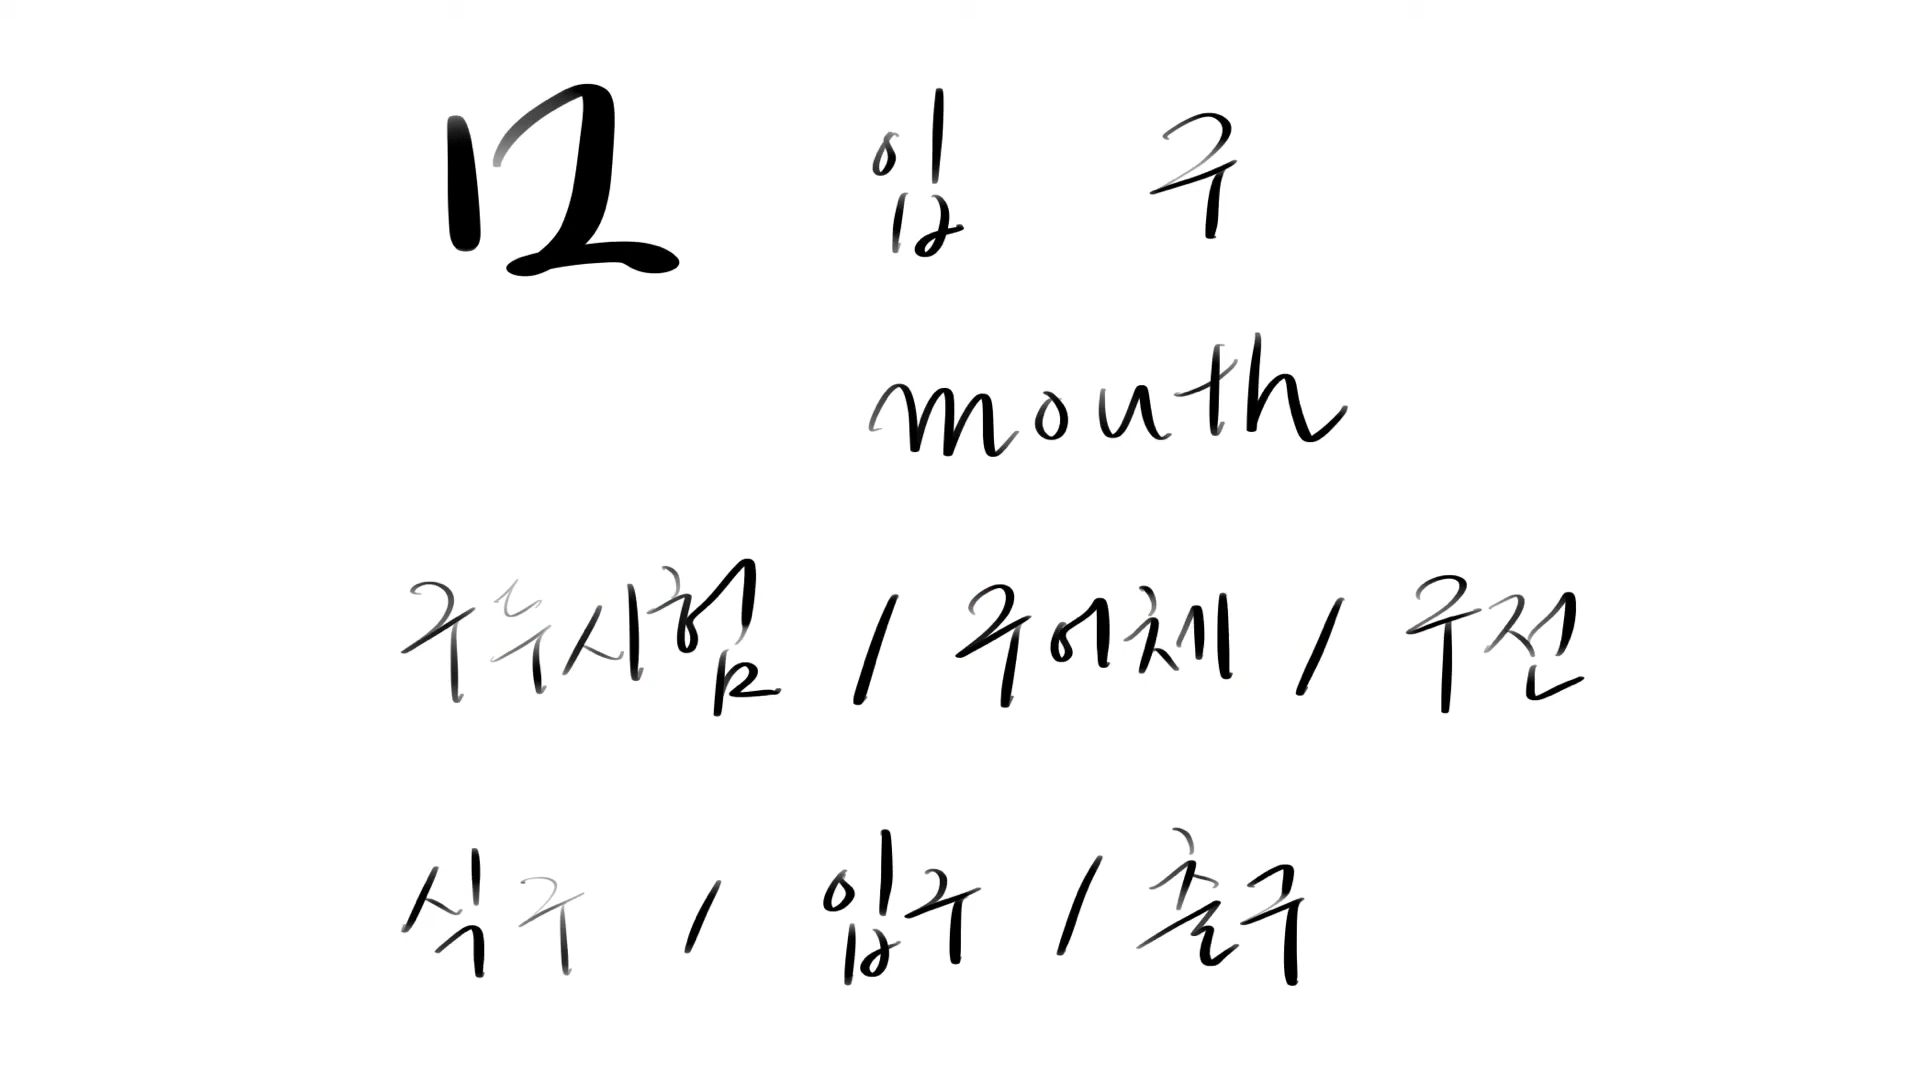 口 입 구
mouth
구두시험 / 구어체 / 구전
식구 / 입구 / 출구